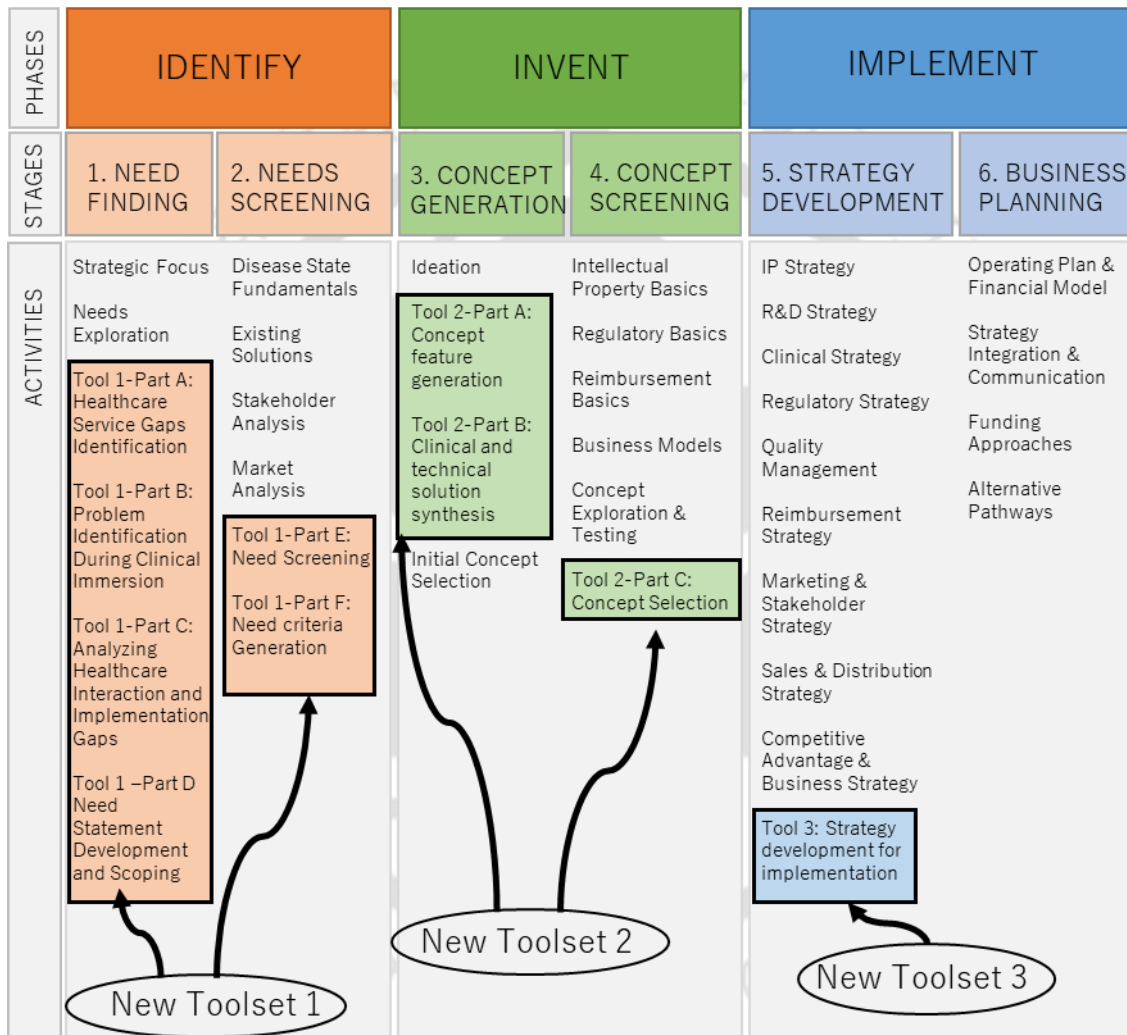 PHASES
IDENTIFY
INVENT
IMPLEMENT
STAGES
1. NEED
FINDING
2. NEEDS
SCREENING
3. CONCEPT
GENERATION
4. CONCEPT
SCREENING
5. STRATEGY
DEVELOPMENT
6. BUSINESS
PLANNING
ACTIVITIES
Strategic Focus
Needs
Exploration
Tool 1-Part A:
Healthcare
Service Gaps
Identification
Tool 1-Part B:
Problem
Identification
During Clinical
Immersion
Tool 1-Part C:
Analyzing
Healthcare
Interaction and
Implementation
Gaps
Tool 1 –Part D
Need
Statement
Development
and Scoping
Disease State
Fundamentals
Existing
Solutions
Stakeholder
Analysis
Market
Analysis
Tool 1-Part E:
Need Screening
Tool 1-Part F:
Need criteria
Generation
New Toolset 1
Ideation
Tool 2-Part A:
Concept
feature
generation
Tool 2-Part B:
Clinical and
technical
solution
synthesis
Initial Concept
Selection
Intellectual
Property Basics
Regulatory Basics
Reimbursement
Basics
Business Models
Concept
Exploration &
Testing
Tool 2-Part C:
Concept Selection
New Toolset 2
IP Strategy
R&D Strategy
Clinical Strategy
Regulatory Strategy
Quality
Management
Reimbursement
Strategy
Marketing &
Stakeholder
Strategy
Sales & Distribution
Strategy
Competitive
Advantage &
Business Strategy
Tool 3: Strategy
development for
implementation
Operating Plan &
Financial Model
Strategy
Integration &
Communication
Funding
Approaches
Alternative
Pathways
New Toolset 3